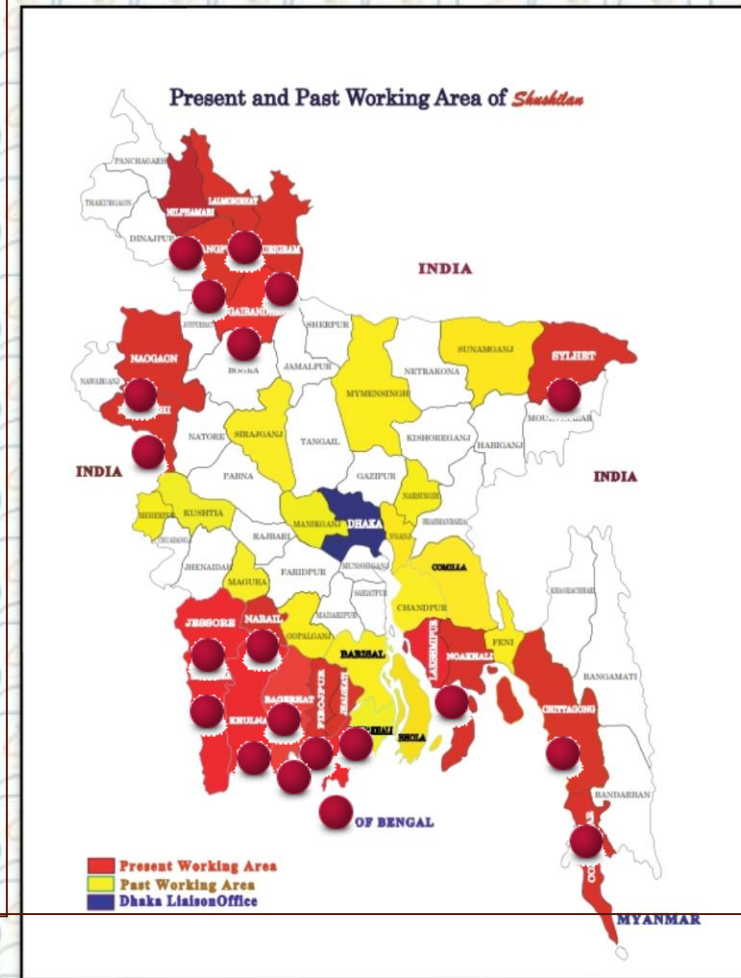 Present and Past Working Area of Shushilan
PANCHAGARH
THAKURGAON
NILPHAMARI
LALMONIRHAT
DINAJPUR
INDIA
SHERPUR
SUNAMGANJ
NAOGAON
SYLHET
JAMALPUR
NETRAKONA
NAWABGANJ
MYMENSINGH
NATORE
SIRAJGANJ
KISHOREGANJ
HABIGANJ
TANGAIL
INDIA
PABNA
GAZIPUR
INDIA
NARSINGDI
MEHERPUR
KUSHTIA
MANIKGANJ
DHAKA
RAJBARI
JHENAIDAH
FARIDPUR
MUNSHIGANJ
COMILLA
MAGURA
CHANDPUR
MADARIPUR
JESSORE
NARAIL
GOPALGANJ
LAKSHMIPUR
NOAKHALI
FENI
BARISAL
RANGAMATI
BAGERHAT
PIROJPUR
JHALOKATI
CHITTAGONG
KHULNA
BHOLA
BANDARBAN
OF BENGAL
Present Working Area
Past Working Area
Dhaka LiaisonOffice
MYANMAR